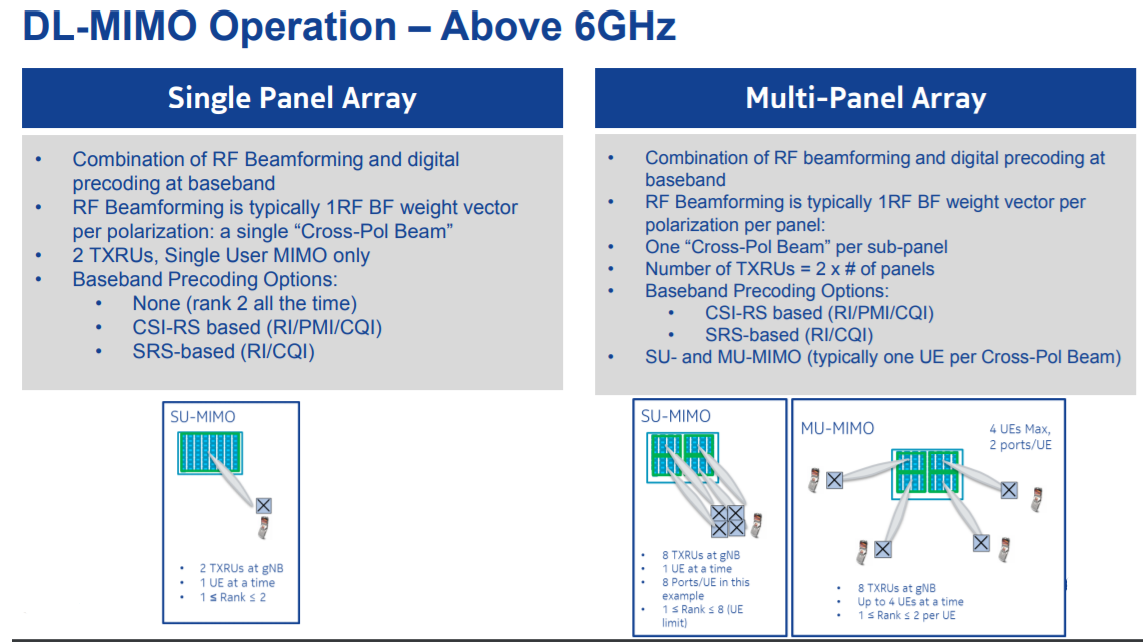 DL-MIMO Operation – Above 6GHz
Single Panel Array
• Combination of RF Beamforming and digital
precoding at baseband
• RF Beamforming is typically 1RF BF weight vector
per polarization: a single “Cross-Pol Beam”
• 2 TXRUs, Single User MIMO only
• Baseband Precoding Options:
• None (rank 2 all the time)
• CSI-RS based (RI/PMI/CQI)
• SRS-based (RI/CQI)
SU-MIMO
• 2 TXRUs at gNB
• 1 UE at a time
• 1 ≤ Rank ≤ 2
Multi-Panel Array
• Combination of RF beamforming and digital precoding at
baseband
• RF Beamforming is typically 1RF BF weight vector per
polarization per panel:
• One “Cross-Pol Beam” per sub-panel
• Number of TXRUs = 2 x # of panels
• Baseband Precoding Options:
• CSI-RS based (RI/PMI/CQI)
• SRS-based (RI/CQI)
• SU- and MU-MIMO (typically one UE per Cross-Pol Beam)
SU-MIMO
• 8 TXRUs at gNB
• 1 UE at a time
• 8 Ports/UE in this
example
• 1 ≤ Rank ≤ 8 (UE
limit)
MU-MIMO
4 UEs Max,
2 ports/UE
• 8 TXRUs at gNB
• Up to 4 UEs at a time
• 1 ≤ Rank ≤ 2 per UE